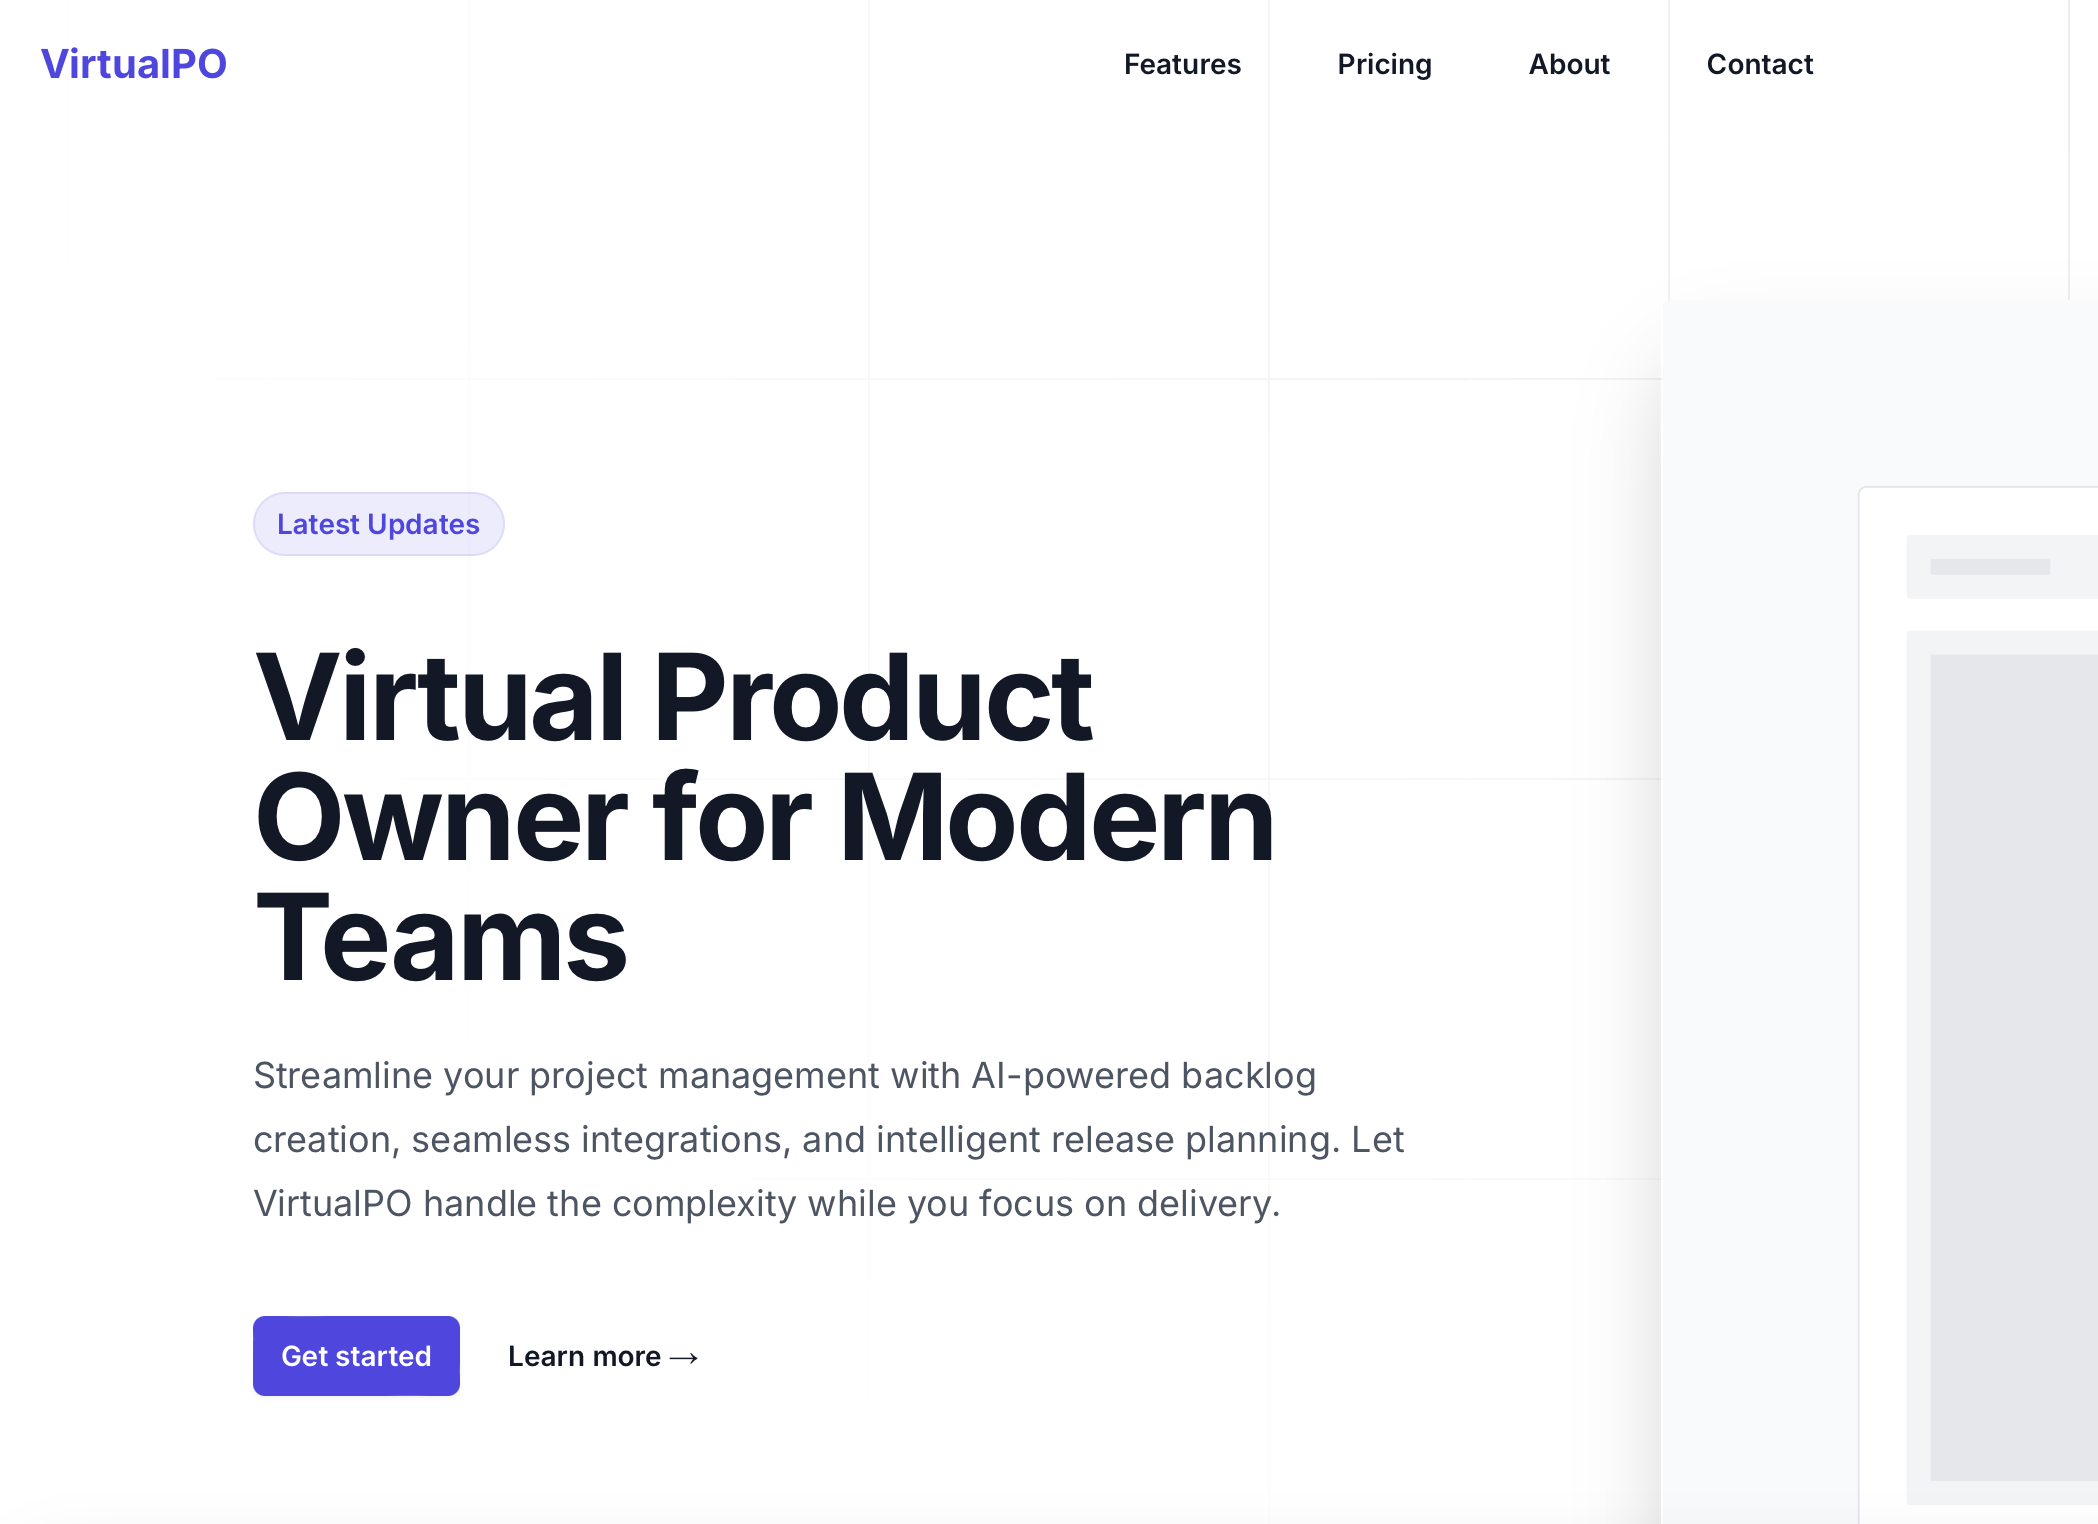 VirtualPO
Features Pricing About Contact
Latest Updates
Virtual Product
Owner for Modern
Teams
Streamline your project management with AI-powered backlog
creation, seamless integrations, and intelligent release planning. Let
VirtualPO handle the complexity while you focus on delivery.
Get started Learn more →